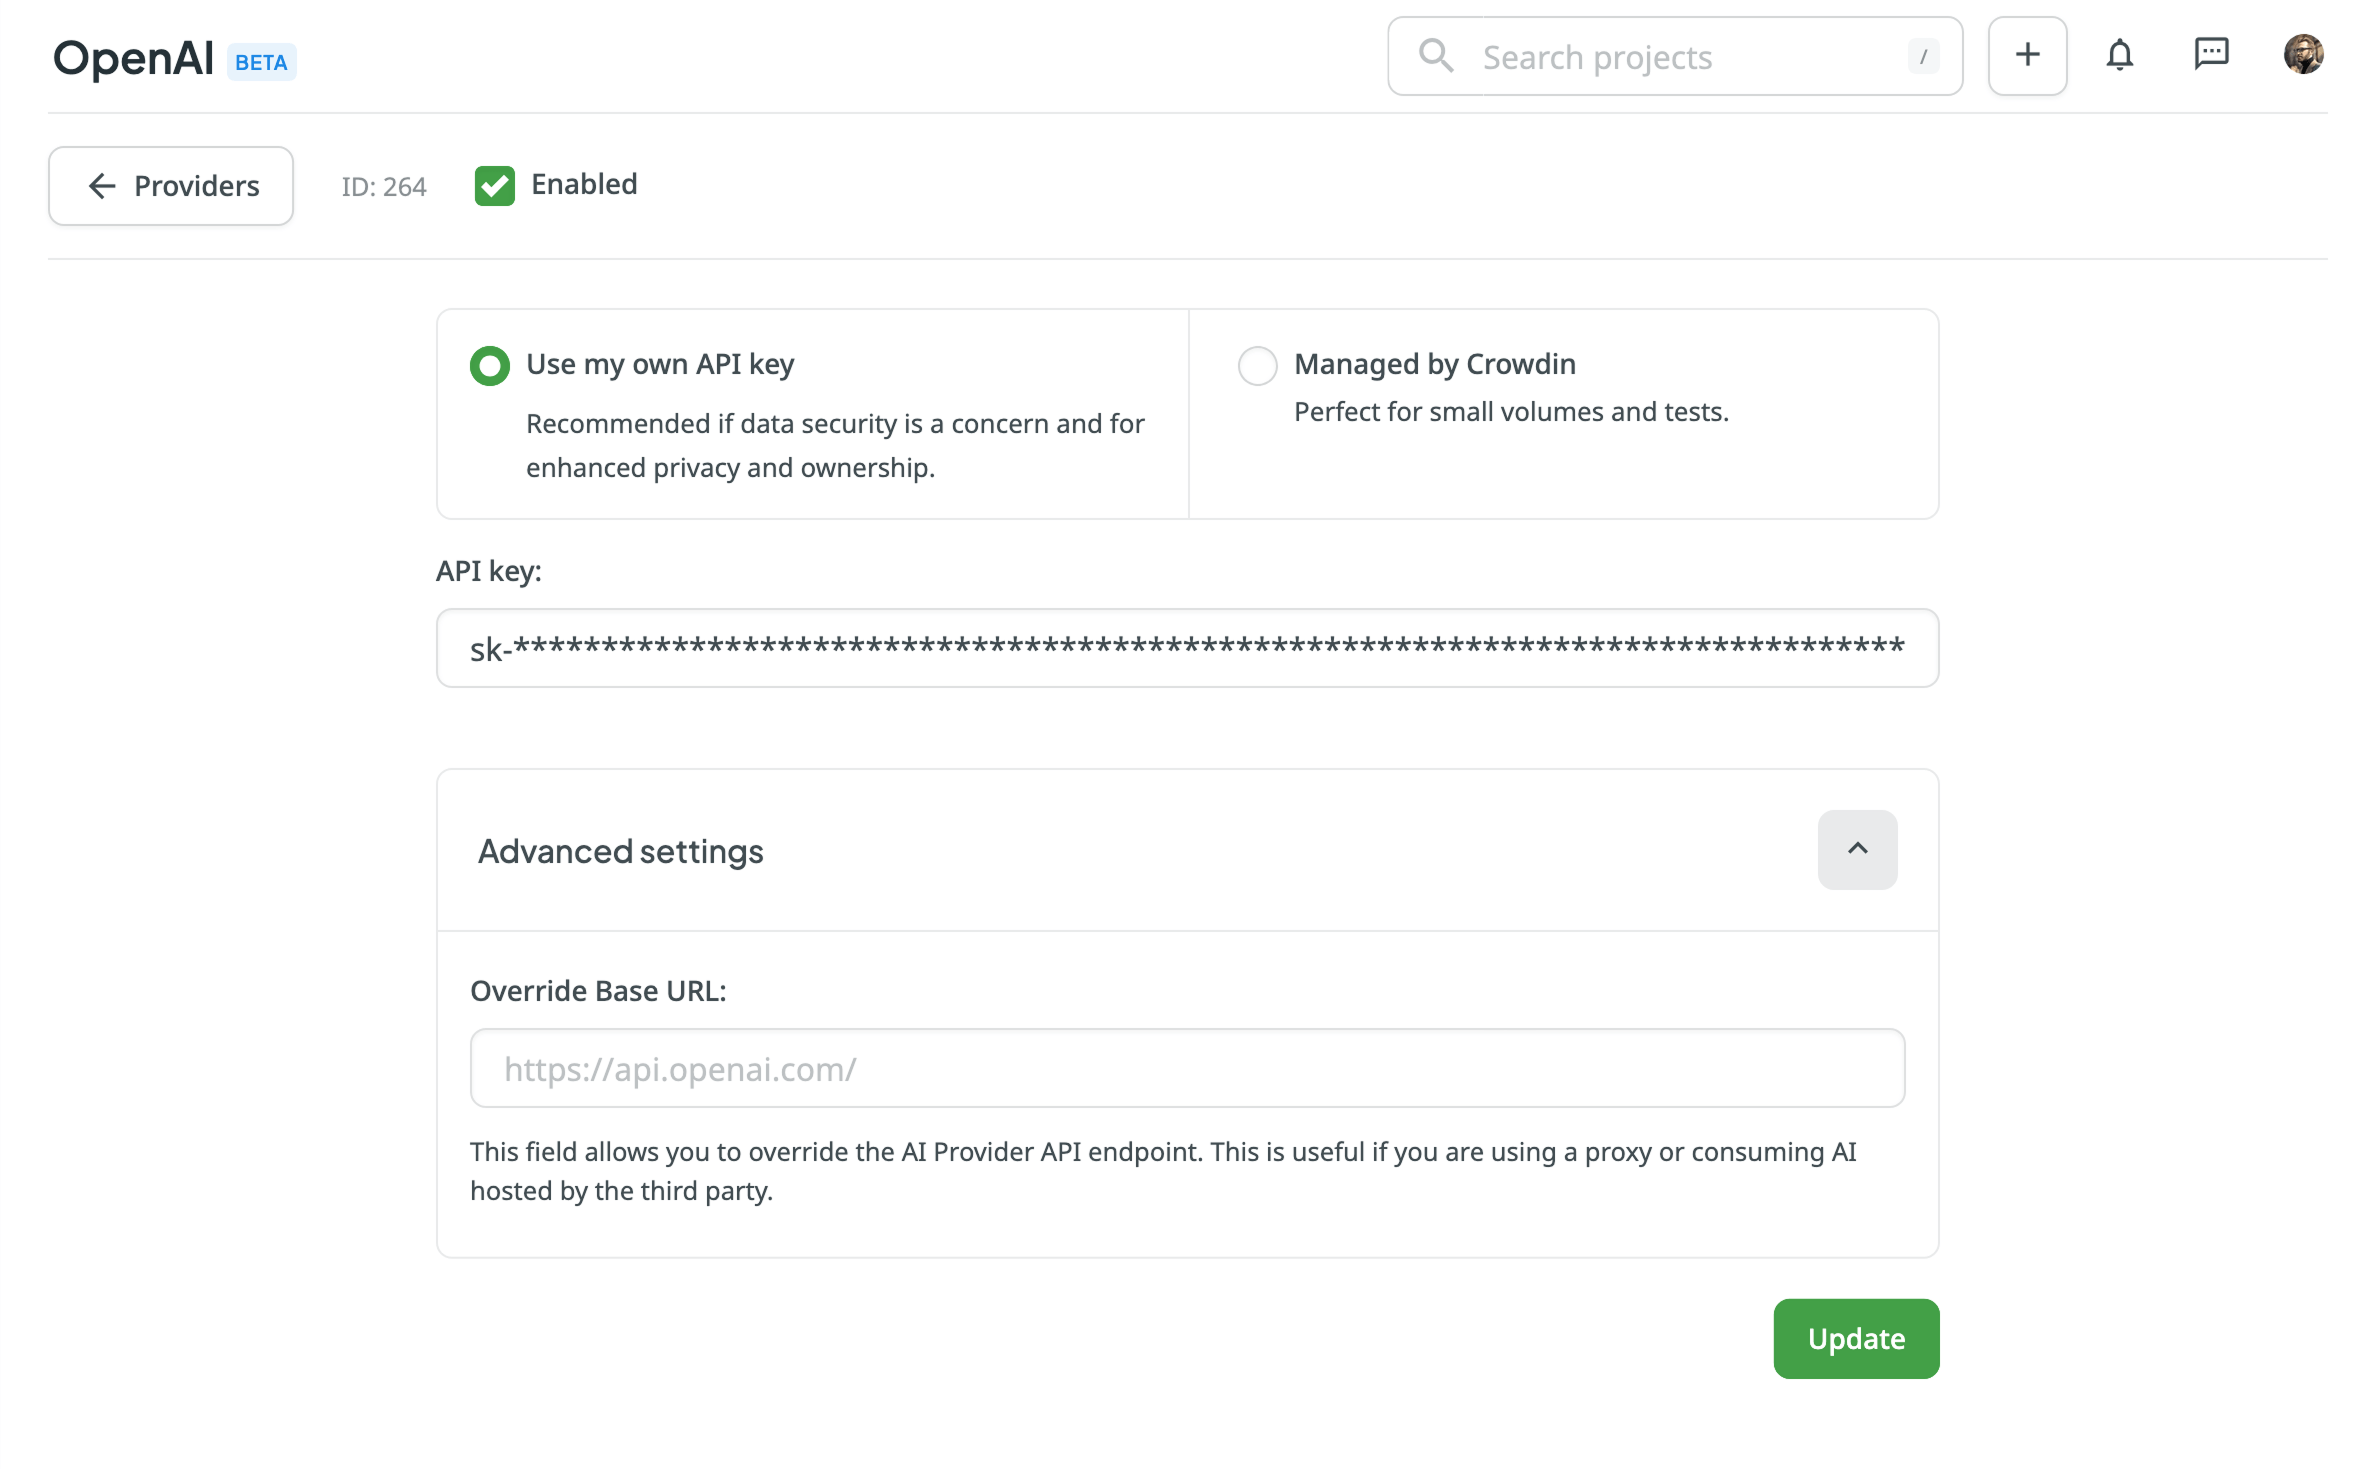 OpenAI BETA
Search projects /
Providers
ID: 264
Enabled
Use my own API key
Recommended if data security is a concern and for
enhanced privacy and ownership.
Managed by Crowdin
Perfect for small volumes and tests.
API key:
sk-*******************************************************************************
Advanced settings
Override Base URL:
https://api.openai.com/
This field allows you to override the AI Provider API endpoint. This is useful if you are using a proxy or consuming AI
hosted by the third party.
Update